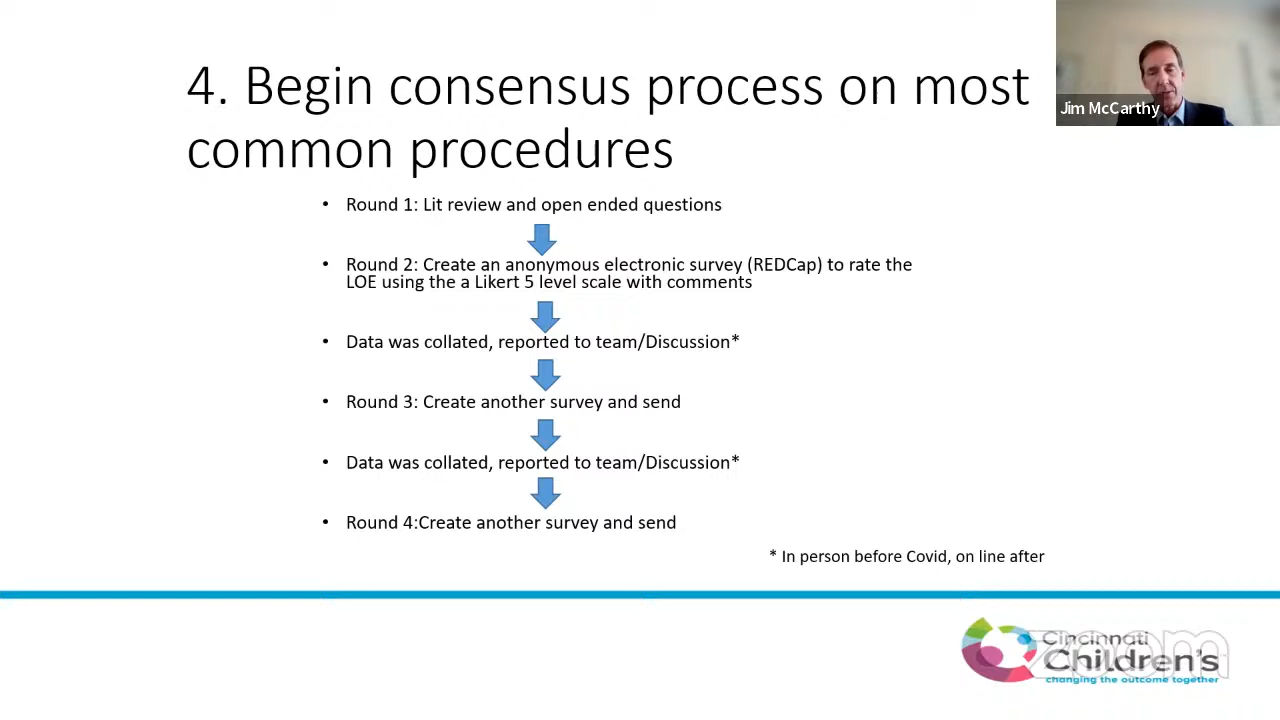 4. Begin consensus process on most
common procedures
Jim McCarthy
• Round 1: Lit review and open ended questions
• Round 2: Create an anonymous electronic survey (REDCap) to rate the
LOE using the a Likert 5 level scale with comments
• Data was collated, reported to team/Discussion*
• Round 3: Create another survey and send
• Data was collated, reported to team/Discussion*
• Round 4:Create another survey and send
* In person before Covid, on line after
Cincinnati
Children's
changing the outcome together
zoom